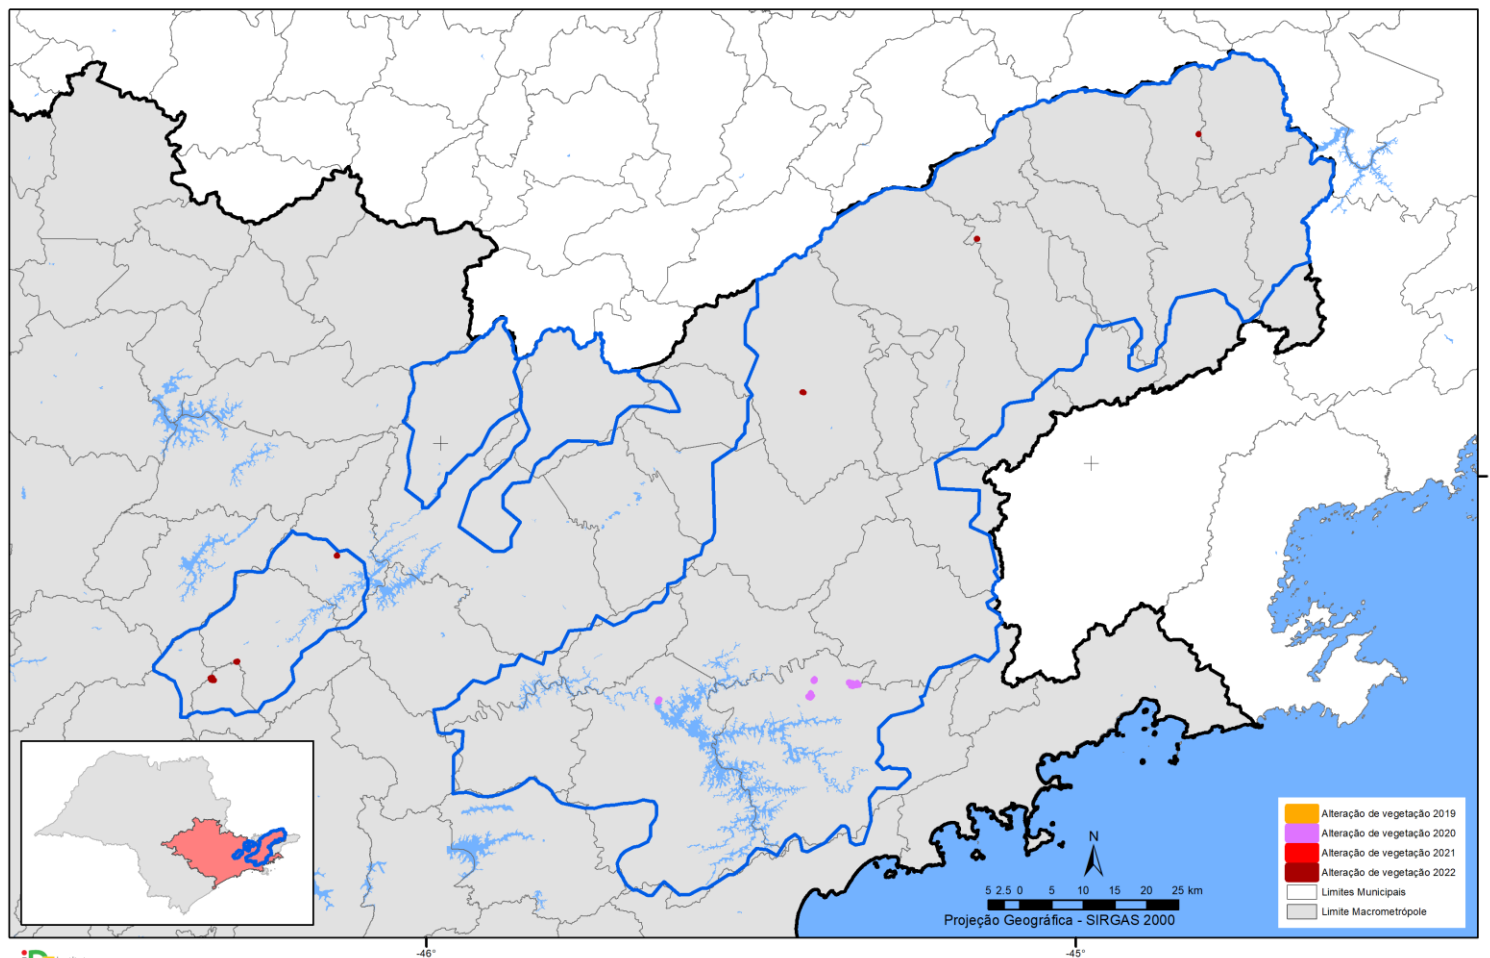 Alteração de vegetação 2019
Alteração de vegetação 2020
Alteração de vegetação 2021
Alteração de vegetação 2022
Limites Municipais
Limite Macrometrópole
N
5 2.5 0 5 10 15 20 25 km
Projeção Geográfica - SIRGAS 2000
-46°
-45°